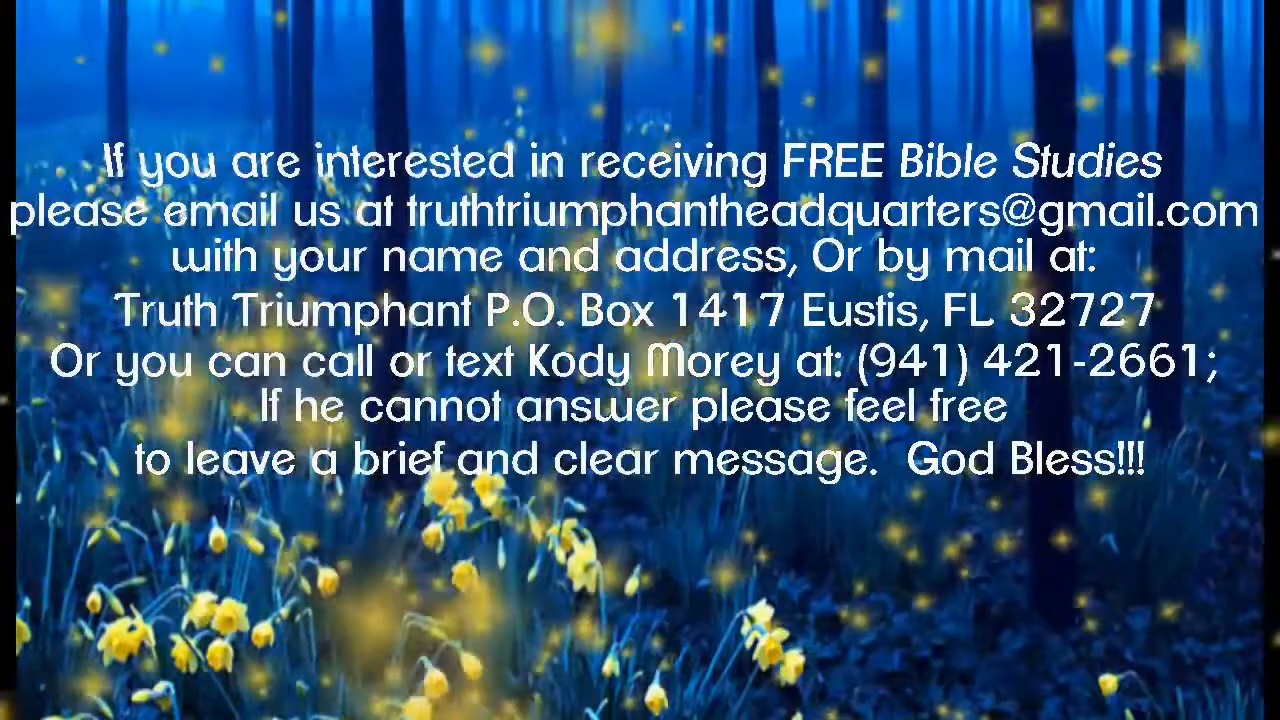 If you are interested in receiving FREE Bible Studies
please email us at truthtriumphantheadquarters@gmail.com
with your name and address, Or by mail at:
Truth Triumphant P.O. Box 1417 Eustis, FL 32727
Or you can call or text Kody Morey at: (941) 421-2661;
If he cannot answer please feel free
to leave a brief and clear message.  God Bless!!!